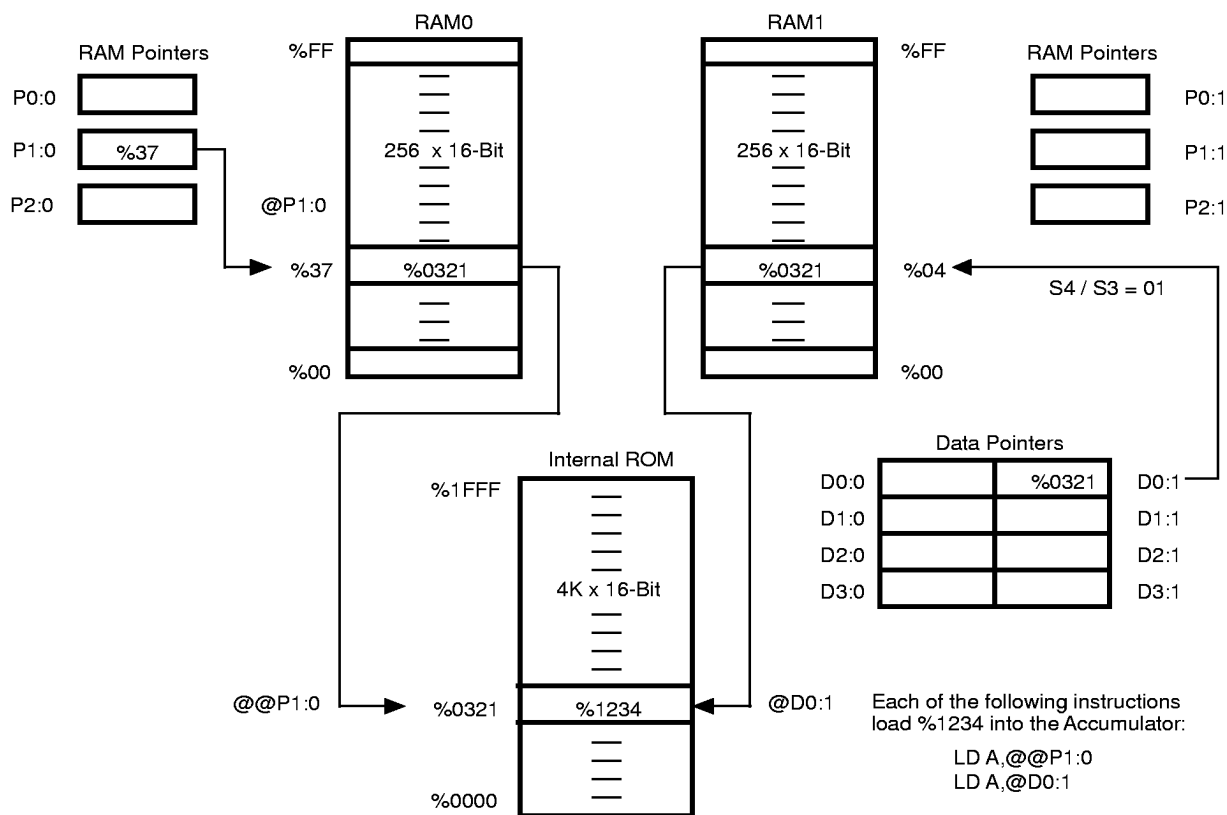 RAM0
RAM1
RAM Pointers
%FF
%FF
RAM Pointers
P0:0
P0:1
P1:0
%37
256 x 16-Bit
256 x 16-Bit
P1:1
P2:0
@P1:0
P2:1
%37
%0321
%0321
%04
S4 / S3 = 01
%00
%00
Internal ROM
Data Pointers
%1FFF
D0:0
%0321
D0:1
D1:0
D1:1
D2:0
D2:1
4K x 16-Bit
D3:0
D3:1
@@P1:0
%0321
%1234
@D0:1
Each of the following instructions
load %1234 into the Accumulator:
LD A,@@P1:0
LD A,@D0:1
%0000